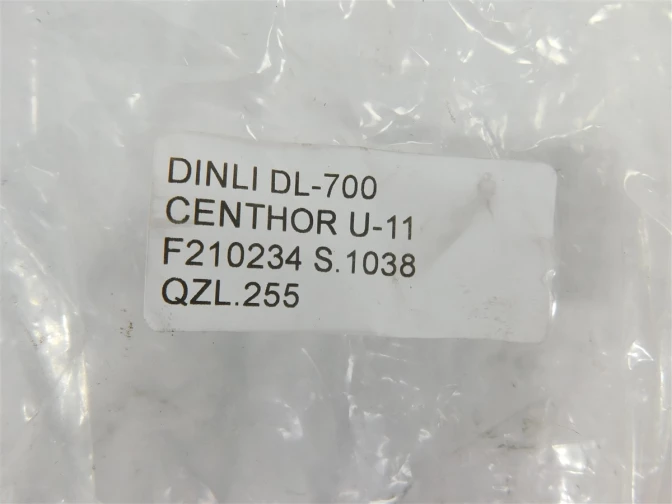 DINLI DL-700
CENTHOR U-11
F210234 S.1038
QZL.255